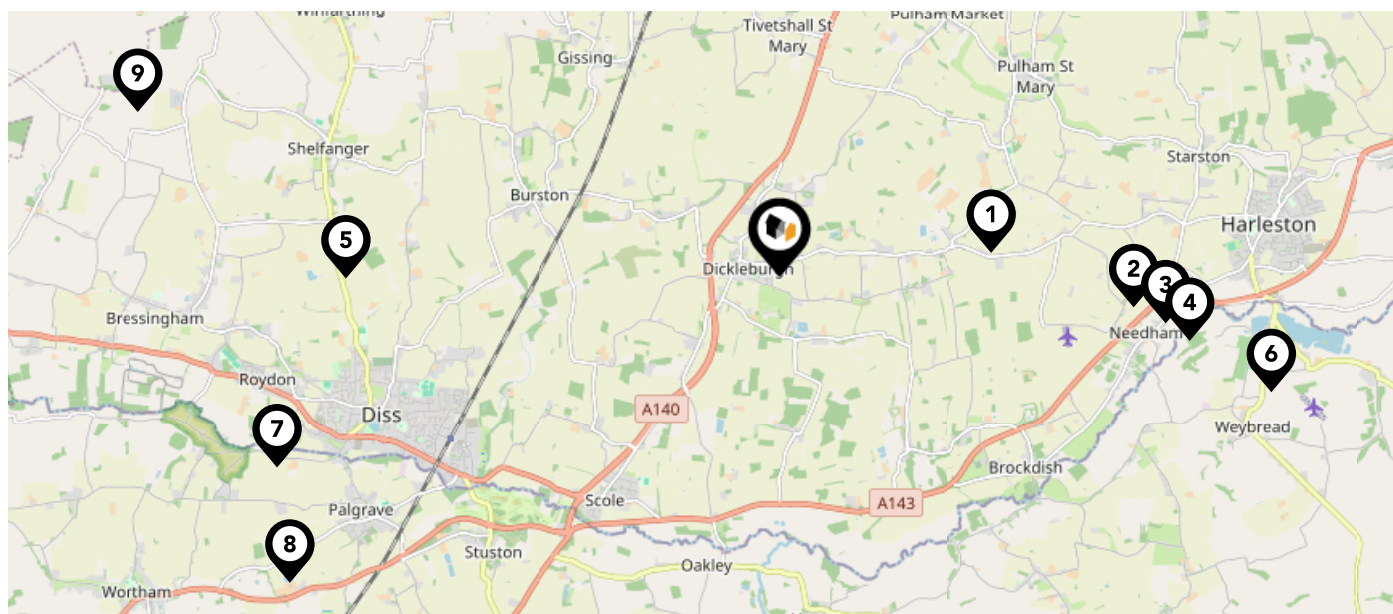 Winfarthing
Tivetshall St
Mary
Pulham Market
Gissing
Pulham St
Mary
9
Shelfanger
Starston
Burston
1
Harleston
5
Dickleburgh
2
3
4
Bressingham
Needham
6
Roydon
A140
Diss
7
Weybread
Brockdish
Scole
A143
Palgrave
8
Stuston
Oakley
Wortham